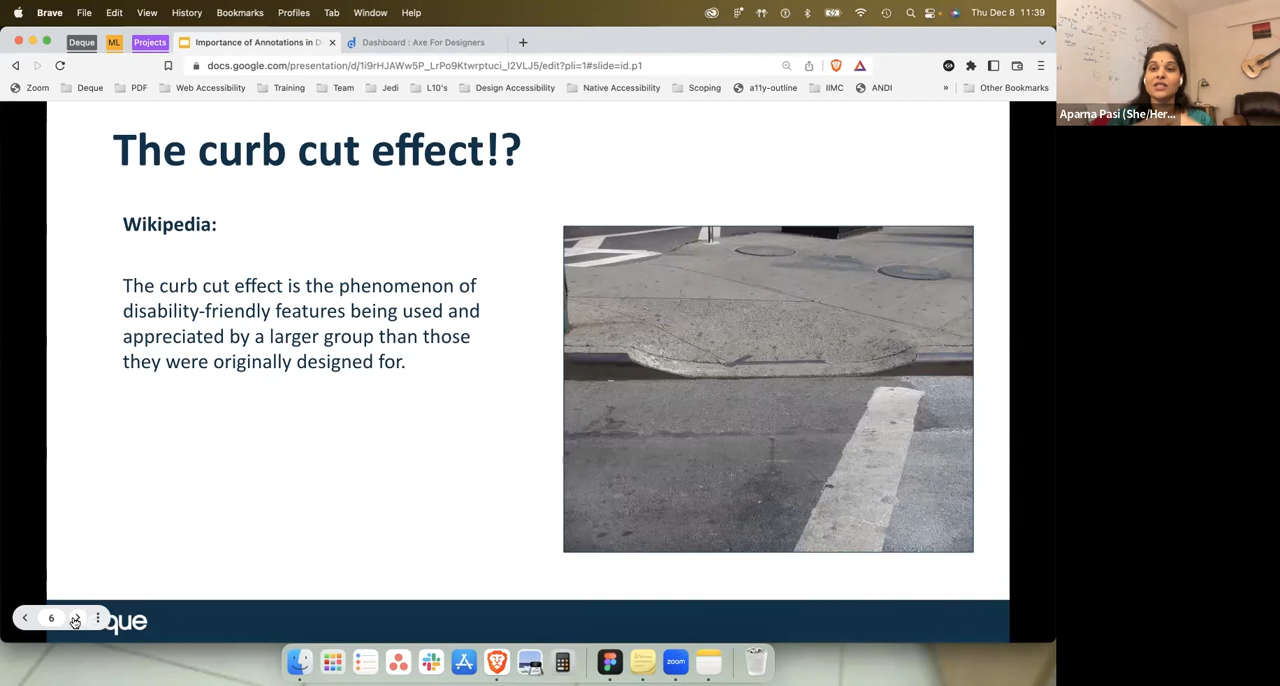 Brave File Edit View History Bookmarks Profiles Tab Window Help Thu Dec 8 11:39
Deque ML Projects Importance of Annotations in D Dashboard : Axe For Designers
docs.google.com/presentation/d/1i9rHJAWw5P_LrPo9Ktwrptuci_l2VLJ5/edit?pli=1#slide=id.p1
Zoom Deque PDF Web Accessibility Training Team Jedi L10's Design Accessibility Native Accessibility Scoping a11y-outline IIMC ANDI » Other Bookmarks
Aparna Pasi (She/Her...
The curb cut effect!?
Wikipedia:
The curb cut effect is the phenomenon of
disability-friendly features being used and
appreciated by a larger group than those
they were originally designed for.
6
que
zoom